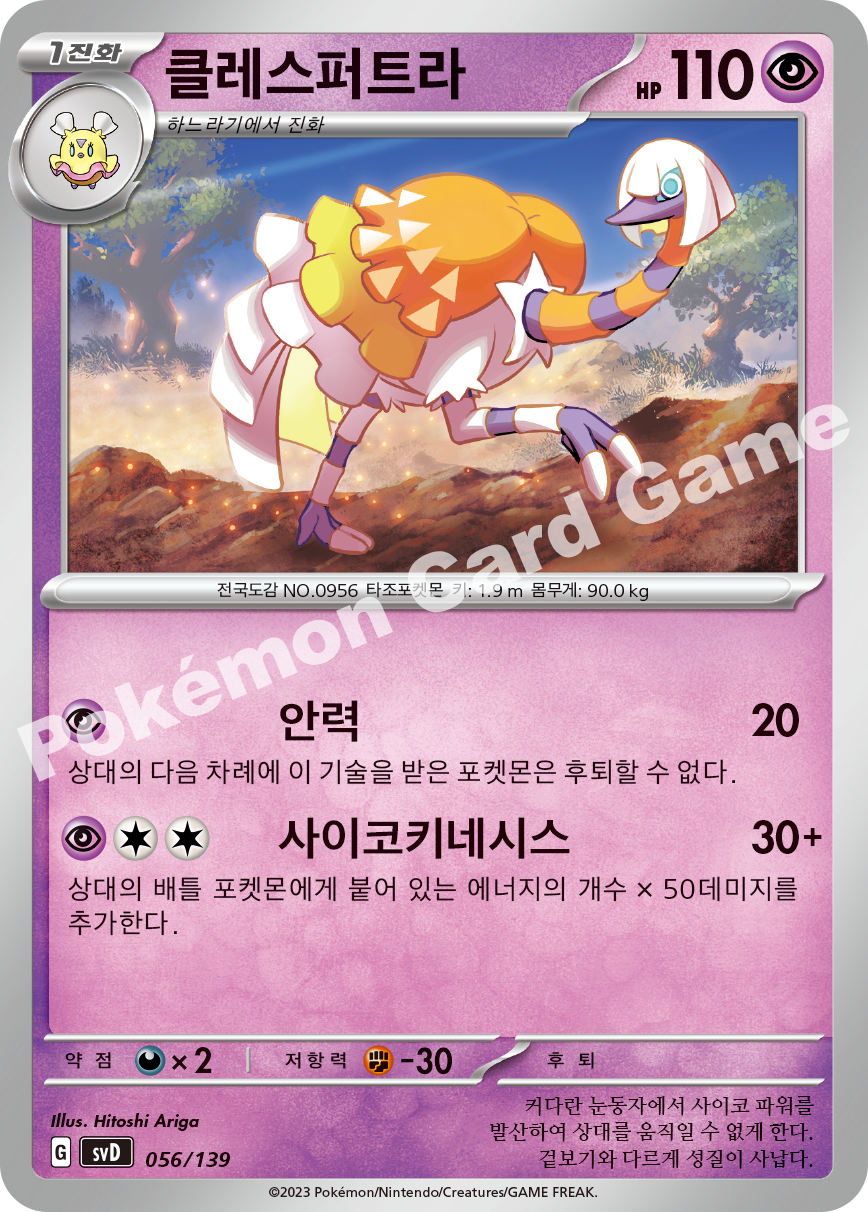 1진화
클레스퍼트라
HP 110
하느라기에서 진화
전국도감 NO.0956 타조포켓몬 키: 1.9 m 몸무게: 90.0 kg
Pokémon Card Game
안력 20
상대의 다음 차례에 이 기술을 받은 포켓몬은 후퇴할 수 없다.
사이코키네시스 30+
상대의 배틀 포켓몬에게 붙어 있는 에너지의 개수 × 50데미지를
추가한다.
약점 ×2 저항력 -30 후퇴
Illus. Hitoshi Ariga
커다란 눈동자에서 사이코 파워를
발산하여 상대를 움직일 수 없게 한다.
겉보기와 다르게 성질이 사납다.
G svD 056/139
©2023 Pokémon/Nintendo/Creatures/GAME FREAK.